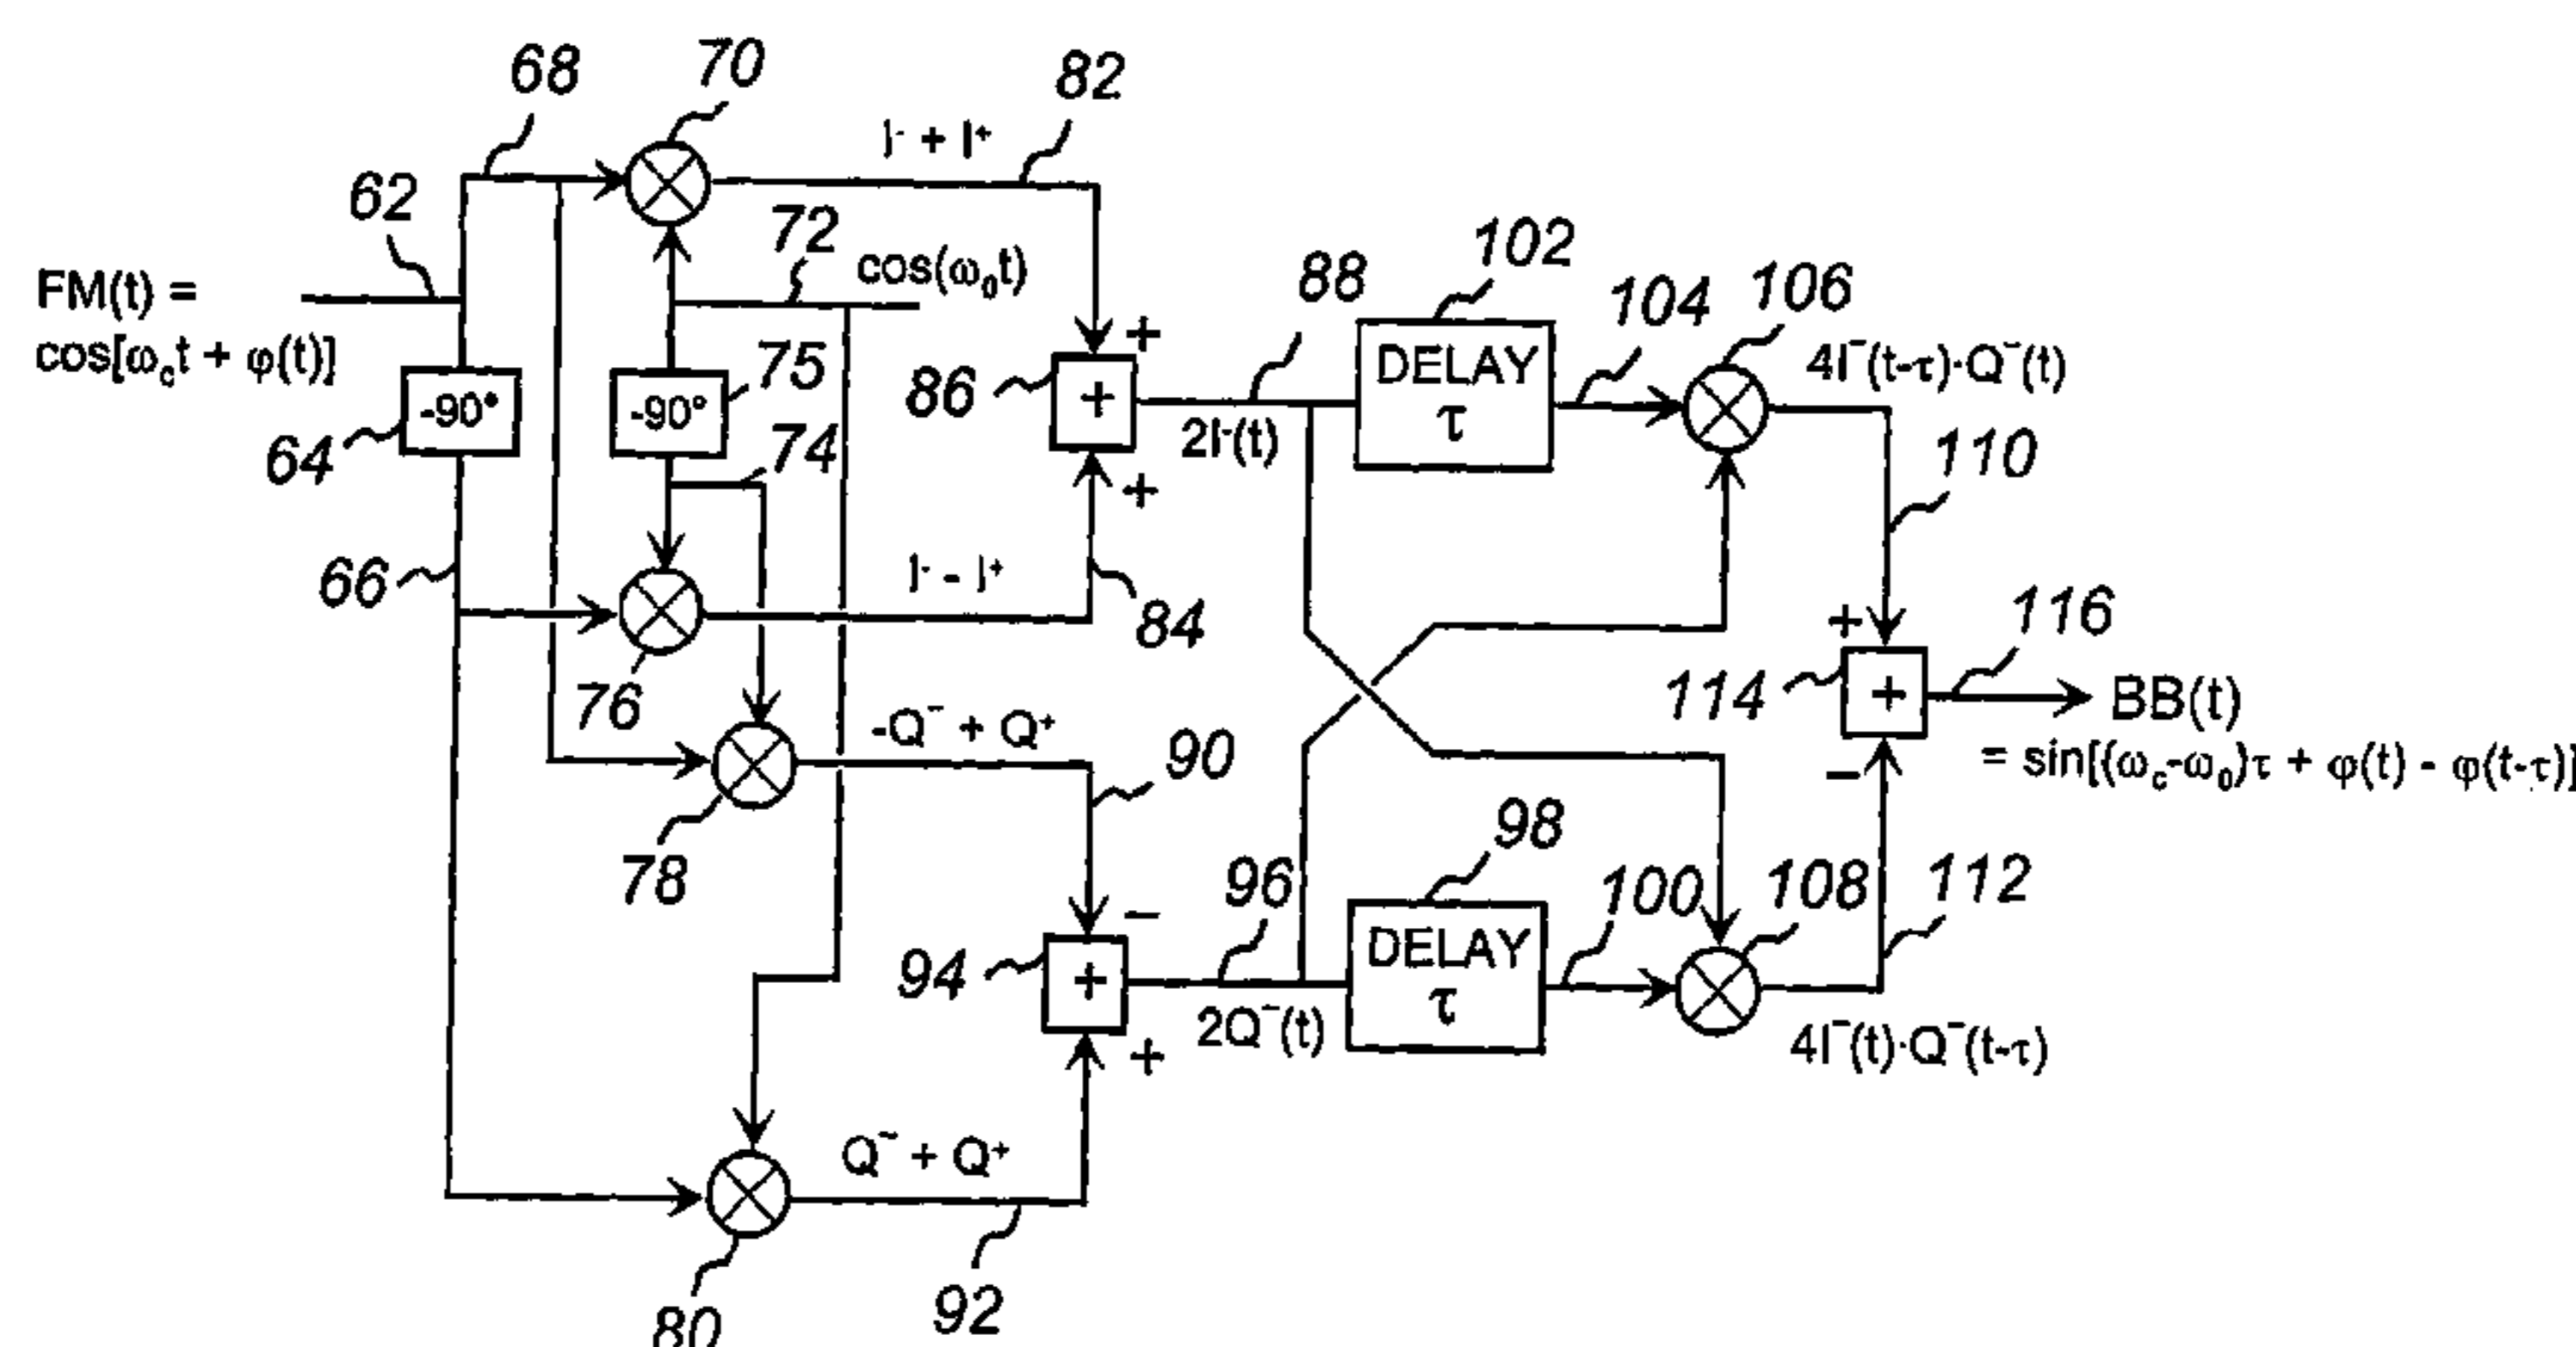 68
70
82
I⁻ + I⁺
62
72
cos(ω₀t)
FM(t) =
cos[ω_ct + φ(t)]
64
-90°
-90°
75
74
86
+
+
+
88
2I⁻(t)
102
DELAY
τ
104
106
4I⁻(t-τ)·Q⁻(t)
110
66
76
I⁻ - I⁺
84
78
-Q⁻ + Q⁺
90
94
−
+
+
96
2Q⁻(t)
98
DELAY
τ
100
108
4I⁻(t)·Q⁻(t-τ)
112
114
+
+
−
116
BB(t)
= sin[(ω_c-ω₀)τ + φ(t) - φ(t-τ)]
80
Q⁻ + Q⁺
92